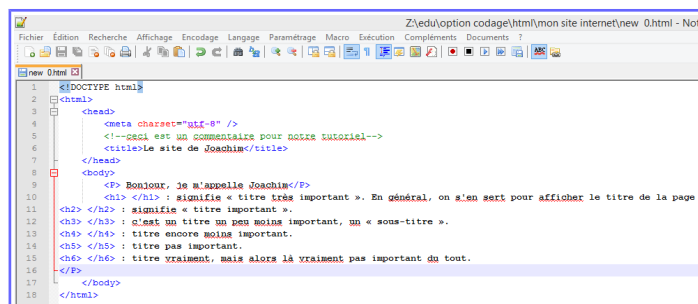 Z:\edu\option codage\html\mon site internet\new 0.html - Not
Fichier Édition Recherche Affichage Encodage Langage Paramétrage Macro Exécution Compléments Documents ?
new 0.html
1 <!DOCTYPE html>
2 <html>
3 <head>
4 <meta charset="utf-8" />
5 <!--ceci est un commentaire pour notre tutoriel-->
6 <title>Le site de Joachim</title>
7 </head>
8 <body>
9 <P> Bonjour, je m'appelle Joachim</P>
10 <h1> </h1> : signifie « titre très important ». En général, on s'en sert pour afficher le titre de la page
11 <h2> </h2> : signifie « titre important ».
12 <h3> </h3> : c'est un titre un peu moins important, un « sous-titre ».
13 <h4> </h4> : titre encore moins important.
14 <h5> </h5> : titre pas important.
15 <h6> </h6> : titre vraiment, mais alors là vraiment pas important du tout.
16 </P>
17 </body>
18 </html>